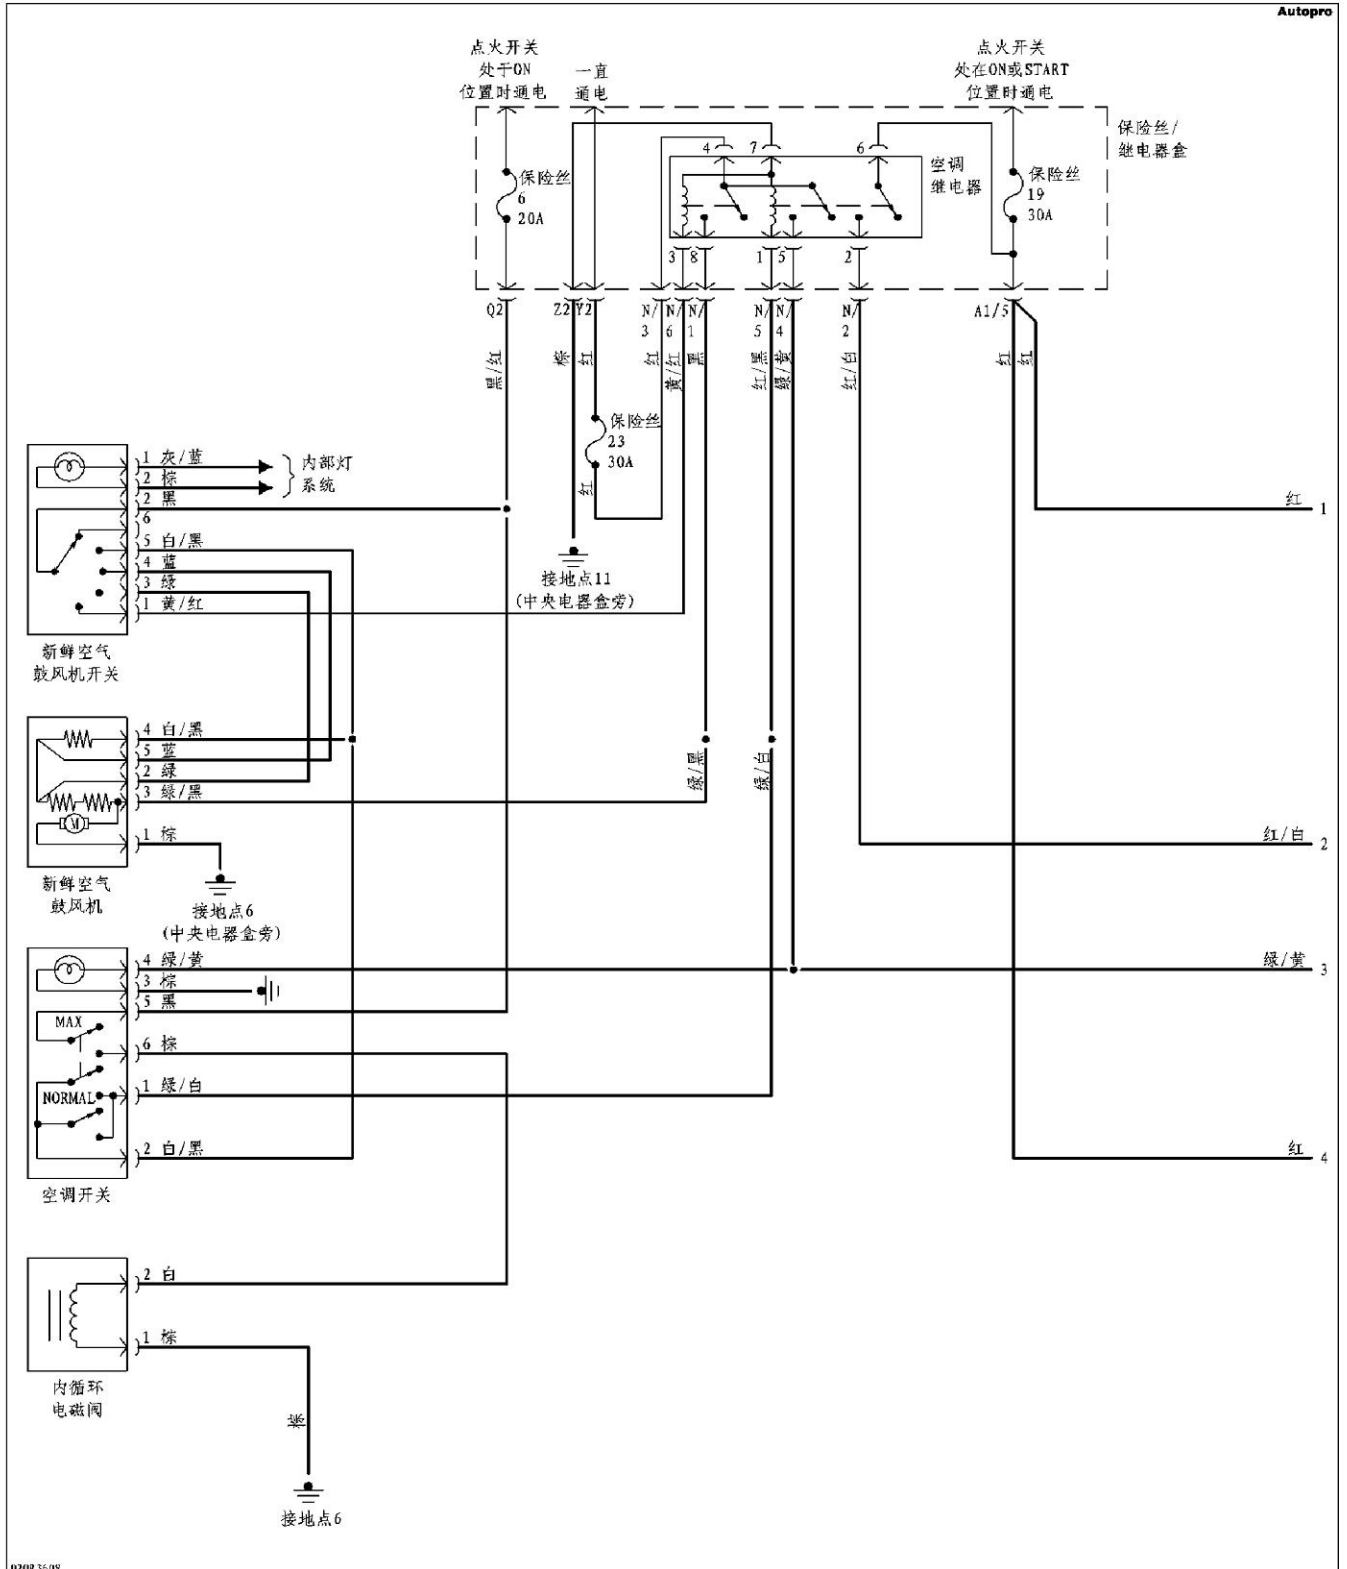 Autopro
点火开关
处于ON
位置时通电
一直
通电
点火开关
处在ON或START
位置时通电
保险丝/
继电器盒
保险丝
6
20A
4
7
6
空调
继电器
保险丝
19
30A
3
8
1
5
2
Q2
Z2
Y2
N/
3
N/
6
N/
1
N/
5
N/
4
N/
2
A1/5
黑/红
棕
红
红
黄/红
黑
红/黑
绿/黄
红/白
红
红
保险丝
23
30A
红
接地点11
(中央电器盒旁)
1 灰/蓝
2 棕
内部灯
系统
2 黑
6
5 白/黑
4 蓝
3 绿
1 黄/红
新鲜空气
鼓风机开关
红 1
4 白/黑
5 蓝
2 绿
3 绿/黑
M
1 棕
新鲜空气
鼓风机
绿/黑
绿/白
红/白 2
接地点6
(中央电器盒旁)
4 绿/黄
3 棕
5 黑
MAX
6 棕
1 绿/白
NORMAL
2 白/黑
空调开关
绿/黄 3
红 4
2 白
1 棕
内循环
电磁阀
棕
接地点6